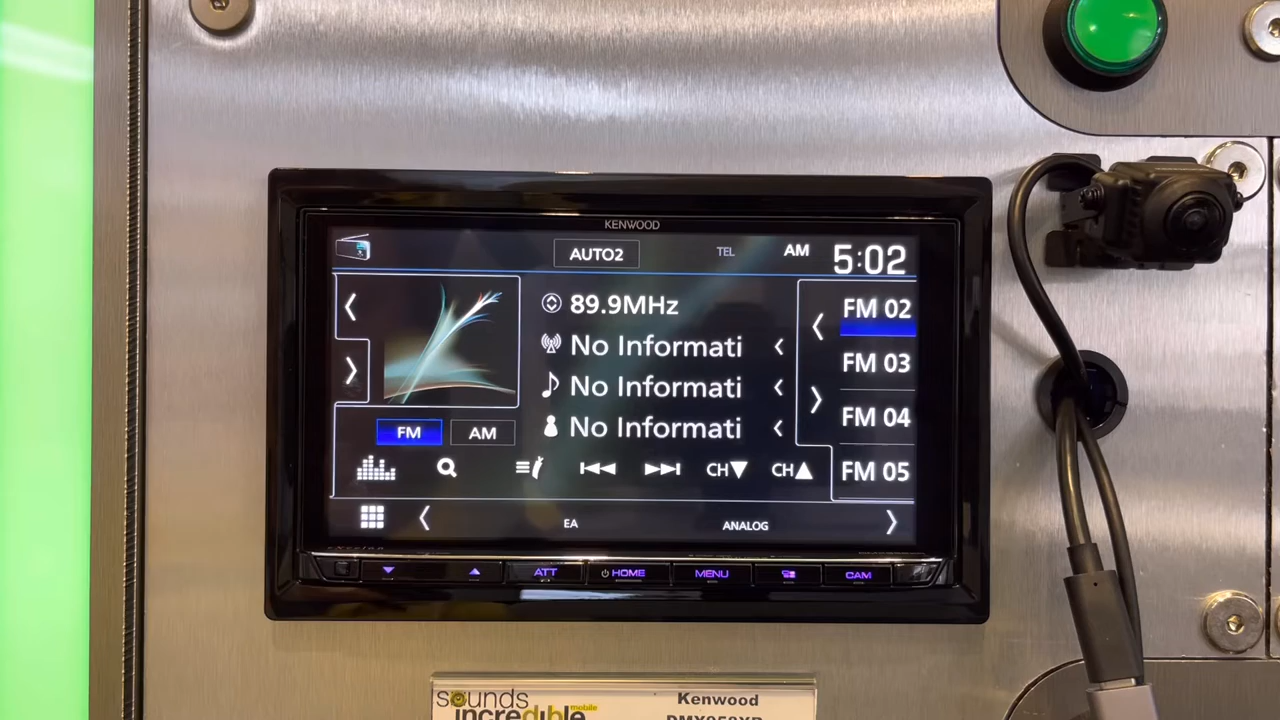 KENWOOD
AUTO2 TEL AM 5:02
89.9MHz
No Informati
No Informati
No Informati
FM 02
FM 03
FM 04
FM 05
FM AM
CH▼ CH▲
EA ANALOG
ATT HOME MENU CAM
sounds
incredible
mobile
Kenwood